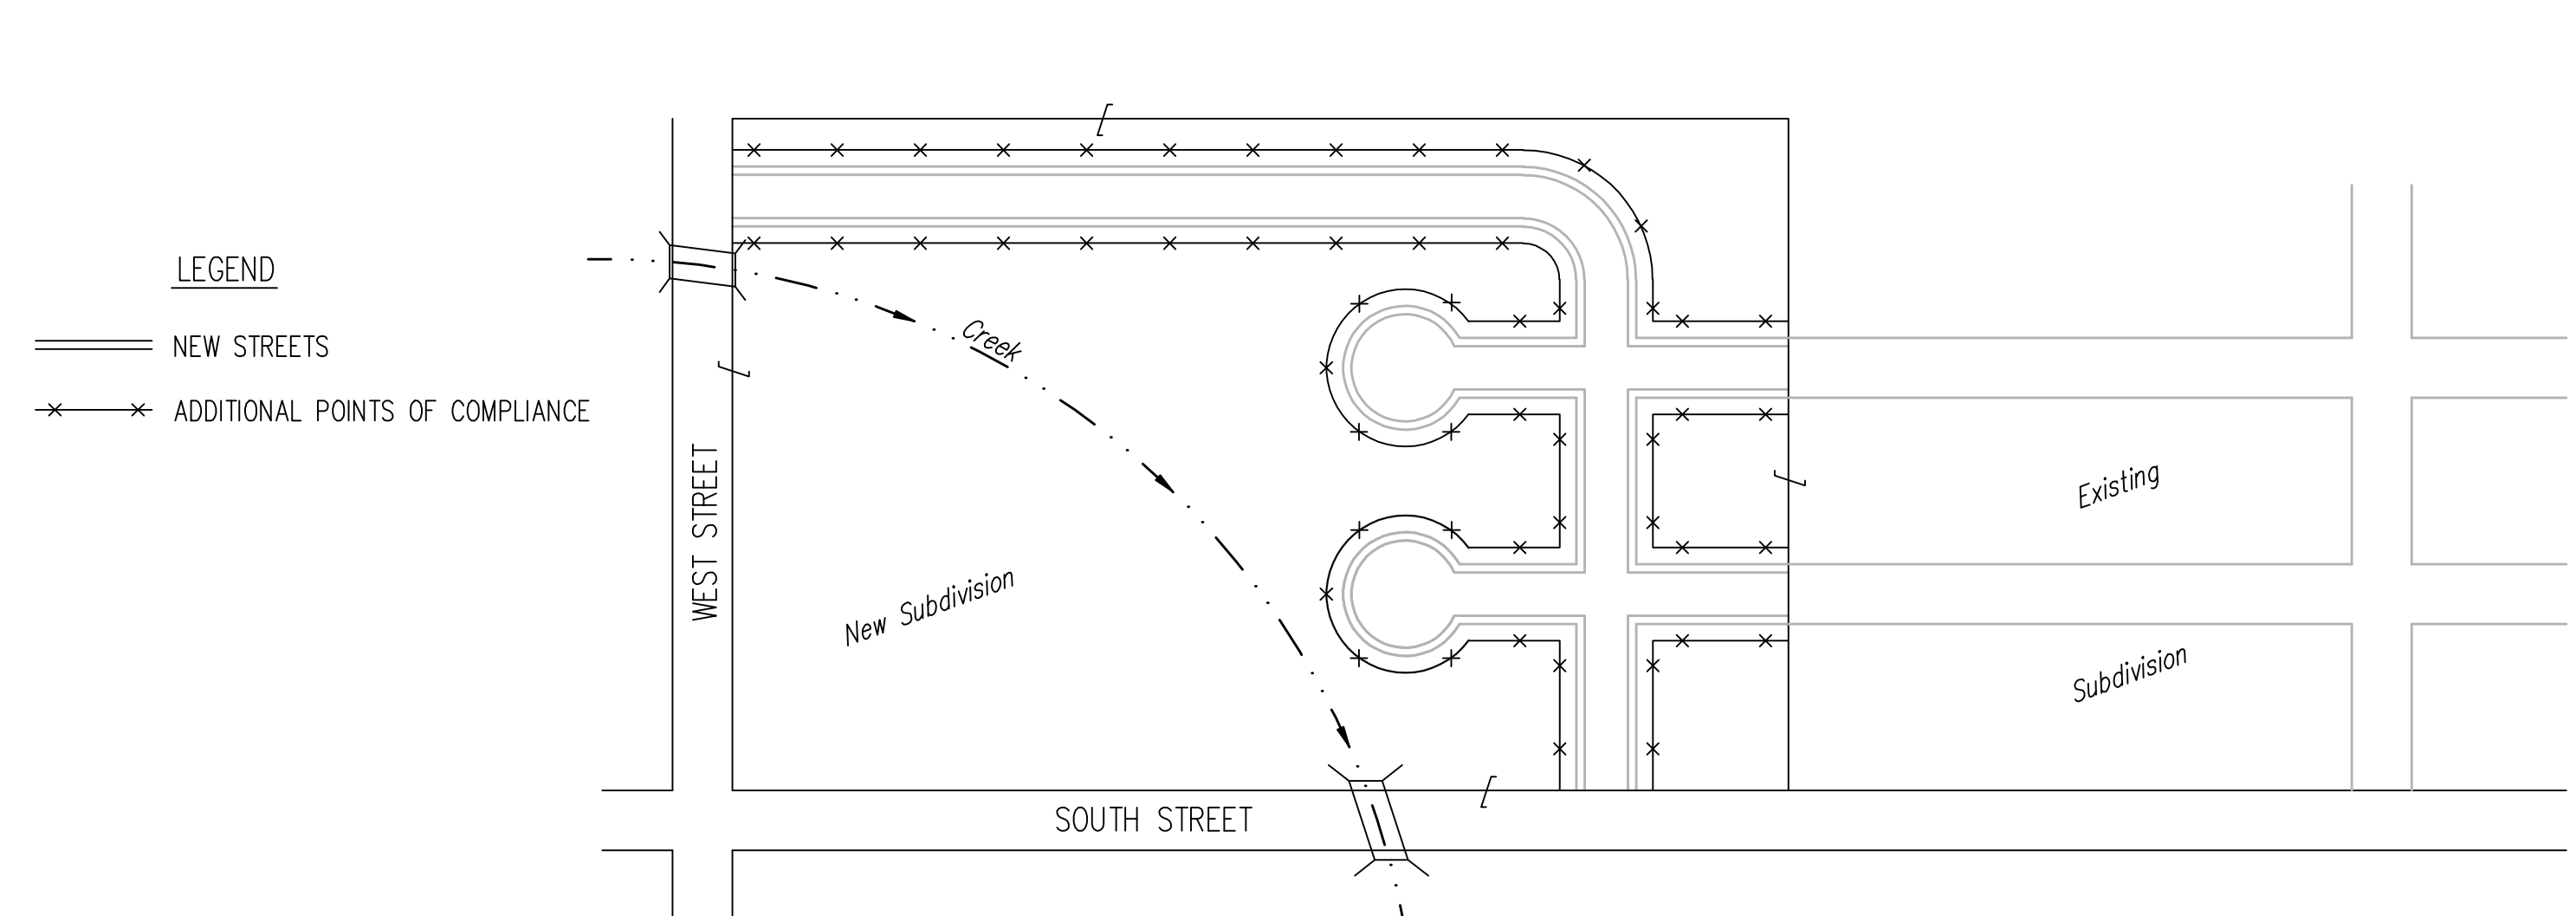 LEGEND
NEW STREETS
ADDITIONAL POINTS OF COMPLIANCE
WEST STREET
Creek
New Subdivision
SOUTH STREET
Existing
Subdivision